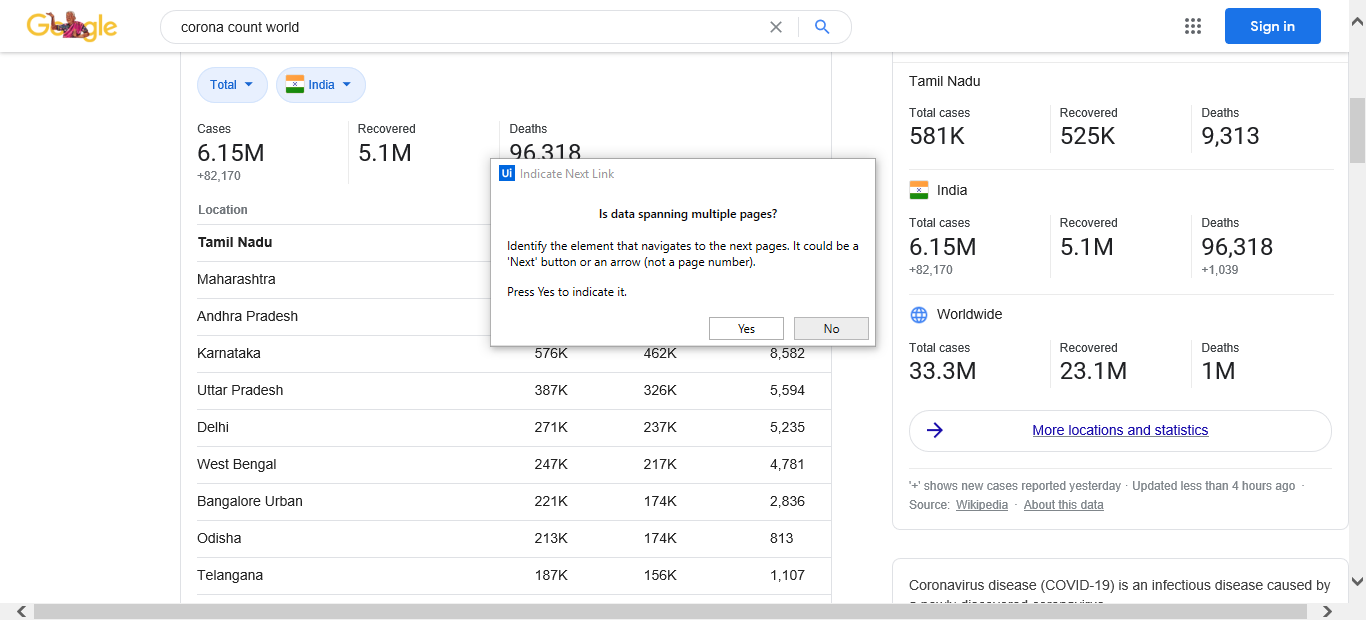 Google
corona count world
Sign in
Total
India
Cases
Recovered
Deaths
6.15M
5.1M
96,318
+82,170
Location
Tamil Nadu
Maharashtra
Andhra Pradesh
Karnataka 576K 462K 8,582
Uttar Pradesh 387K 326K 5,594
Delhi 271K 237K 5,235
West Bengal 247K 217K 4,781
Bangalore Urban 221K 174K 2,836
Odisha 213K 174K 813
Telangana 187K 156K 1,107
Ui Indicate Next Link
Is data spanning multiple pages?
Identify the element that navigates to the next pages. It could be a
'Next' button or an arrow (not a page number).
Press Yes to indicate it.
Yes No
Tamil Nadu
Total cases Recovered Deaths
581K 525K 9,313
India
Total cases Recovered Deaths
6.15M 5.1M 96,318
+82,170 +1,039
Worldwide
Total cases Recovered Deaths
33.3M 23.1M 1M
More locations and statistics
'+' shows new cases reported yesterday · Updated less than 4 hours ago ·
Source: Wikipedia · About this data
Coronavirus disease (COVID-19) is an infectious disease caused by
a newly discovered coronavirus.